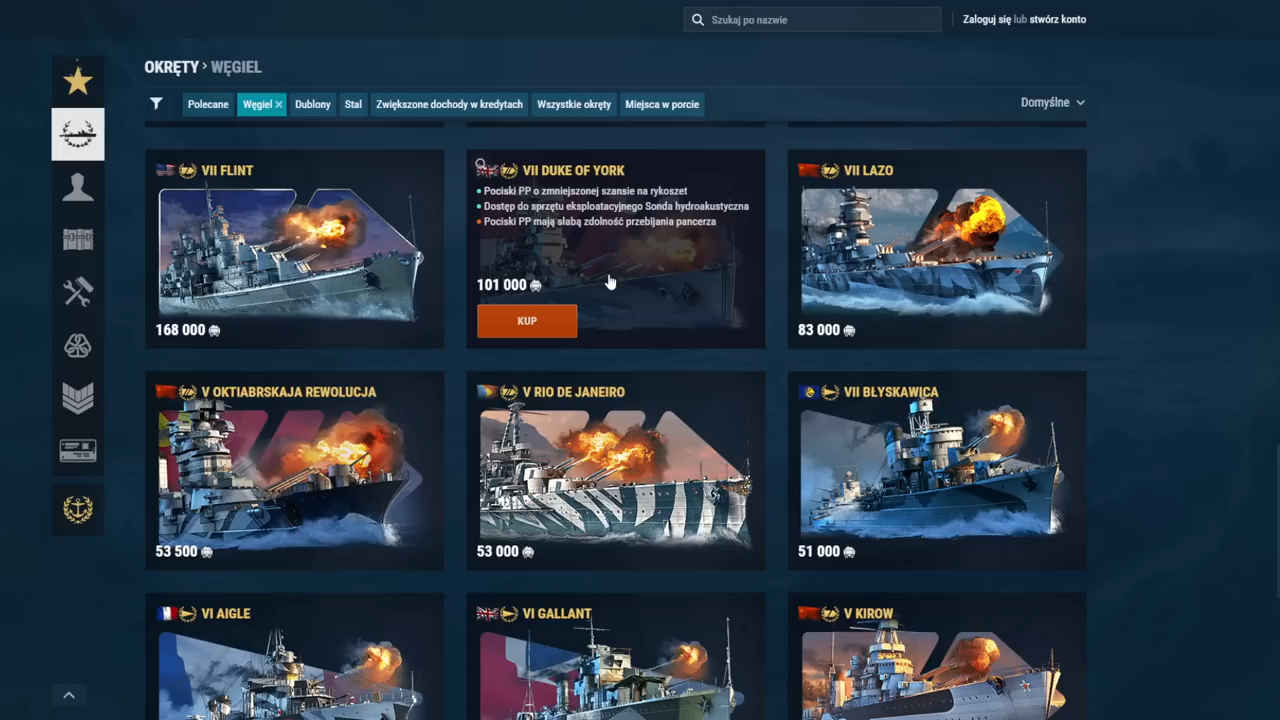 Szukaj po nazwie
Zaloguj się lub stwórz konto
OKRĘTY > WĘGIEL
Polecane
Węgiel ×
Dublony
Stal
Zwiększone dochody w kredytach
Wszystkie okręty
Miejsca w porcie
Domyślne
VII FLINT
168 000
VII DUKE OF YORK
• Pociski PP o zmniejszonej szansie na rykoszet
• Dostęp do sprzętu eksploatacyjnego Sonda hydroakustyczna
• Pociski PP mają słabą zdolność przebijania pancerza
101 000
KUP
VII LAZO
83 000
V OKTIABRSKAJA REWOLUCJA
53 500
V RIO DE JANEIRO
53 000
VII BŁYSKAWICA
51 000
VI AIGLE
VI GALLANT
V KIROW